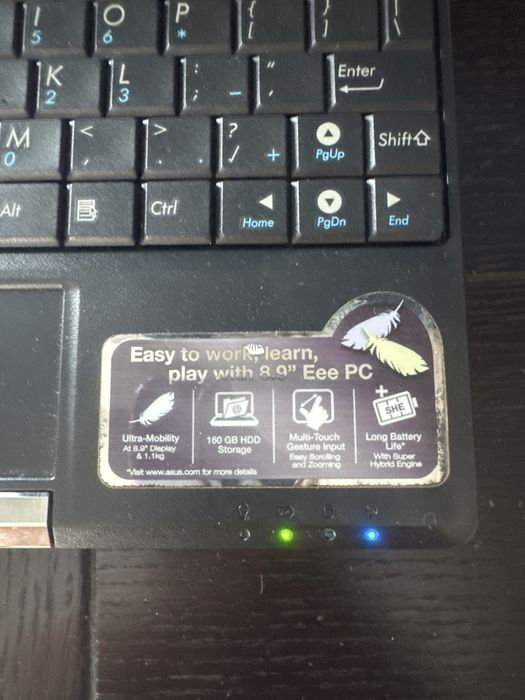 I O P { } |
5 6 * [ ] \
K L : " Enter
2 3 ; - '
M < > ? PgUp Shift
0 , . . / +
Alt Ctrl Home PgDn End
Easy to work, learn,
play with 8.9" Eee PC
SHE
Ultra-Mobility
At 8.9" Display
& 1.1kg
160 GB HDD
Storage
Multi-Touch
Gesture Input
Easy Scrolling
and Zooming
Long Battery
Life*
With Super
Hybrid Engine
*Visit www.asus.com for more details